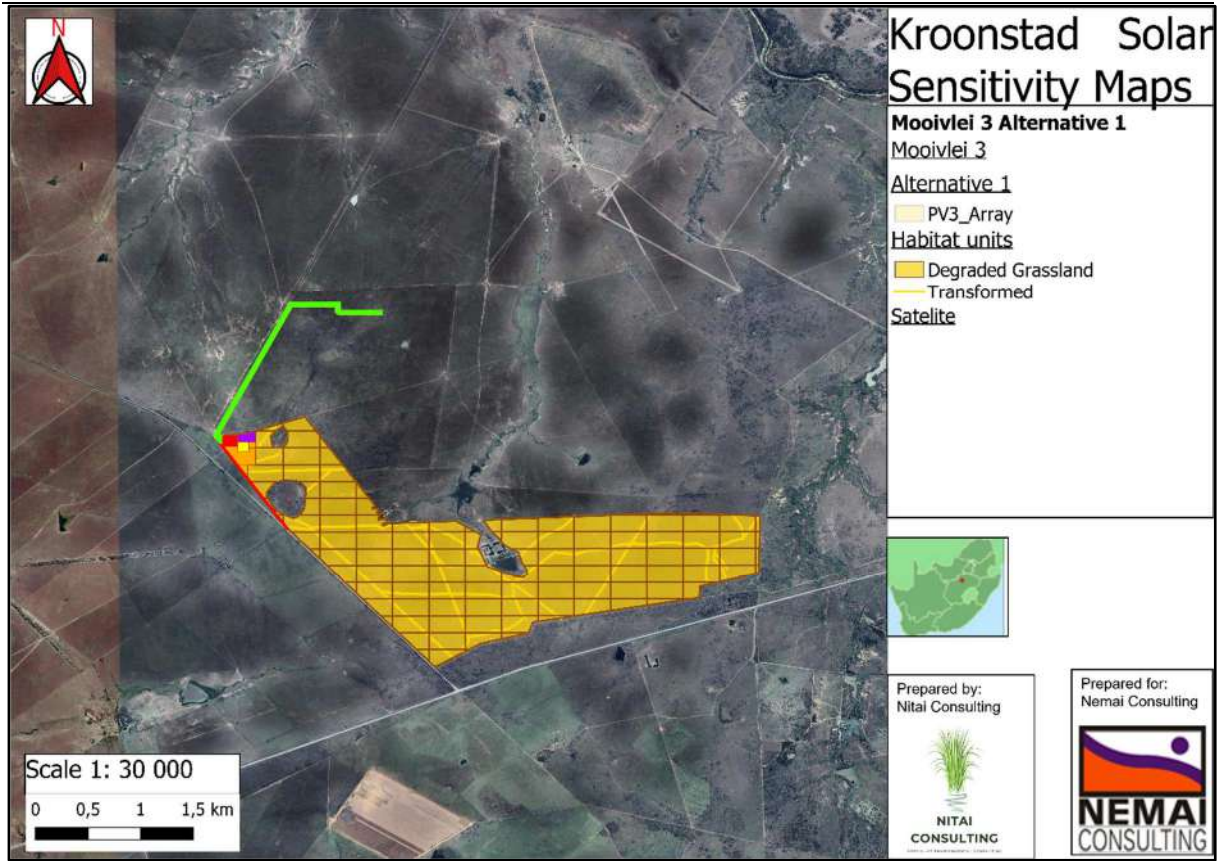 N
Kroonstad Solar
Sensitivity Maps
Mooivlei 3 Alternative 1
Mooivlei 3
Alternative 1
PV3_Array
Habitat units
Degraded Grassland
Transformed
Satelite
Scale 1: 30 000
0 0,5 1 1,5 km
Prepared by:
Nitai Consulting
NITAI
CONSULTING
Prepared for:
Nemai Consulting
NEMAI
CONSULTING